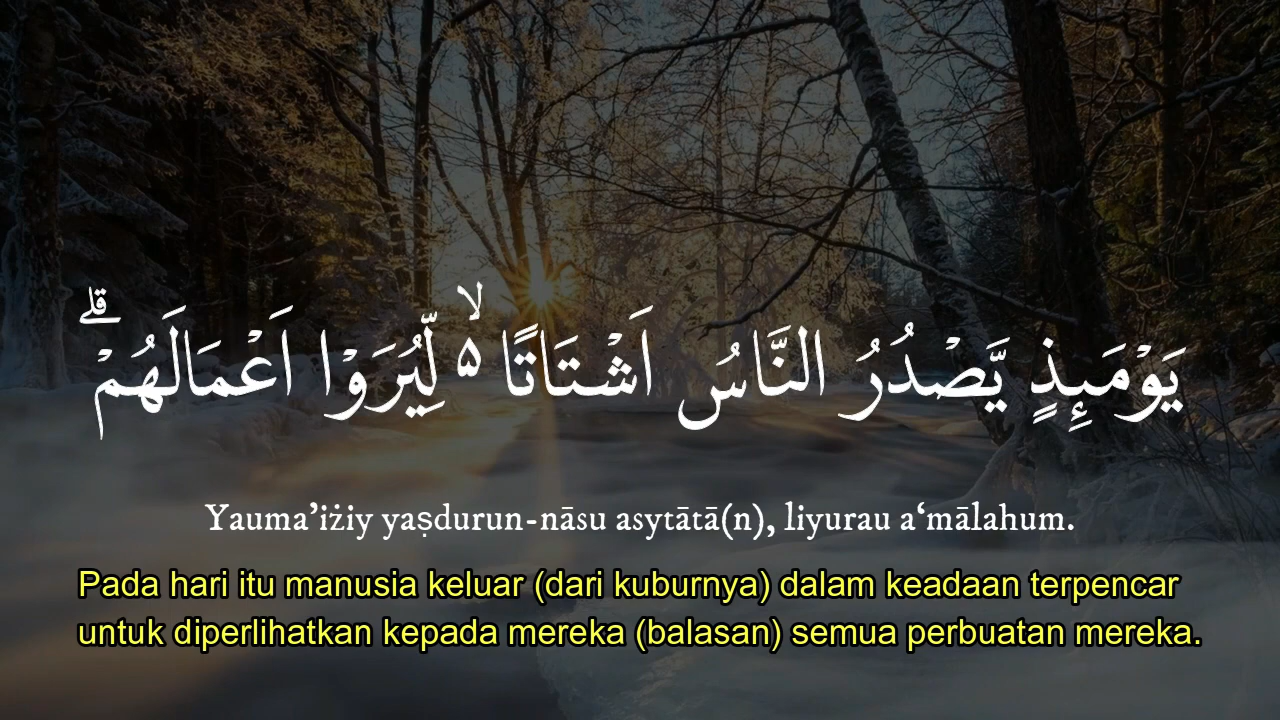 يَوْمَىِٕذٍ يَّصْدُرُ النَّاسُ اَشْتَاتًا ەۙ لِّيُرَوْا اَعْمَالَهُمْۗ
Yauma'iżiy yaṣdurun-nāsu asytātā(n), liyurau a‘mālahum.
Pada hari itu manusia keluar (dari kuburnya) dalam keadaan terpencar
untuk diperlihatkan kepada mereka (balasan) semua perbuatan mereka.